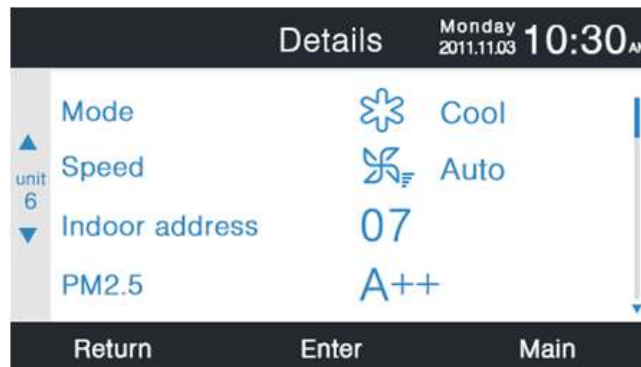 Details
Monday
2011.11.03
10:30 AM
Mode Cool
Speed Auto
unit
6
Indoor address 07
PM2.5 A++
Return Enter Main